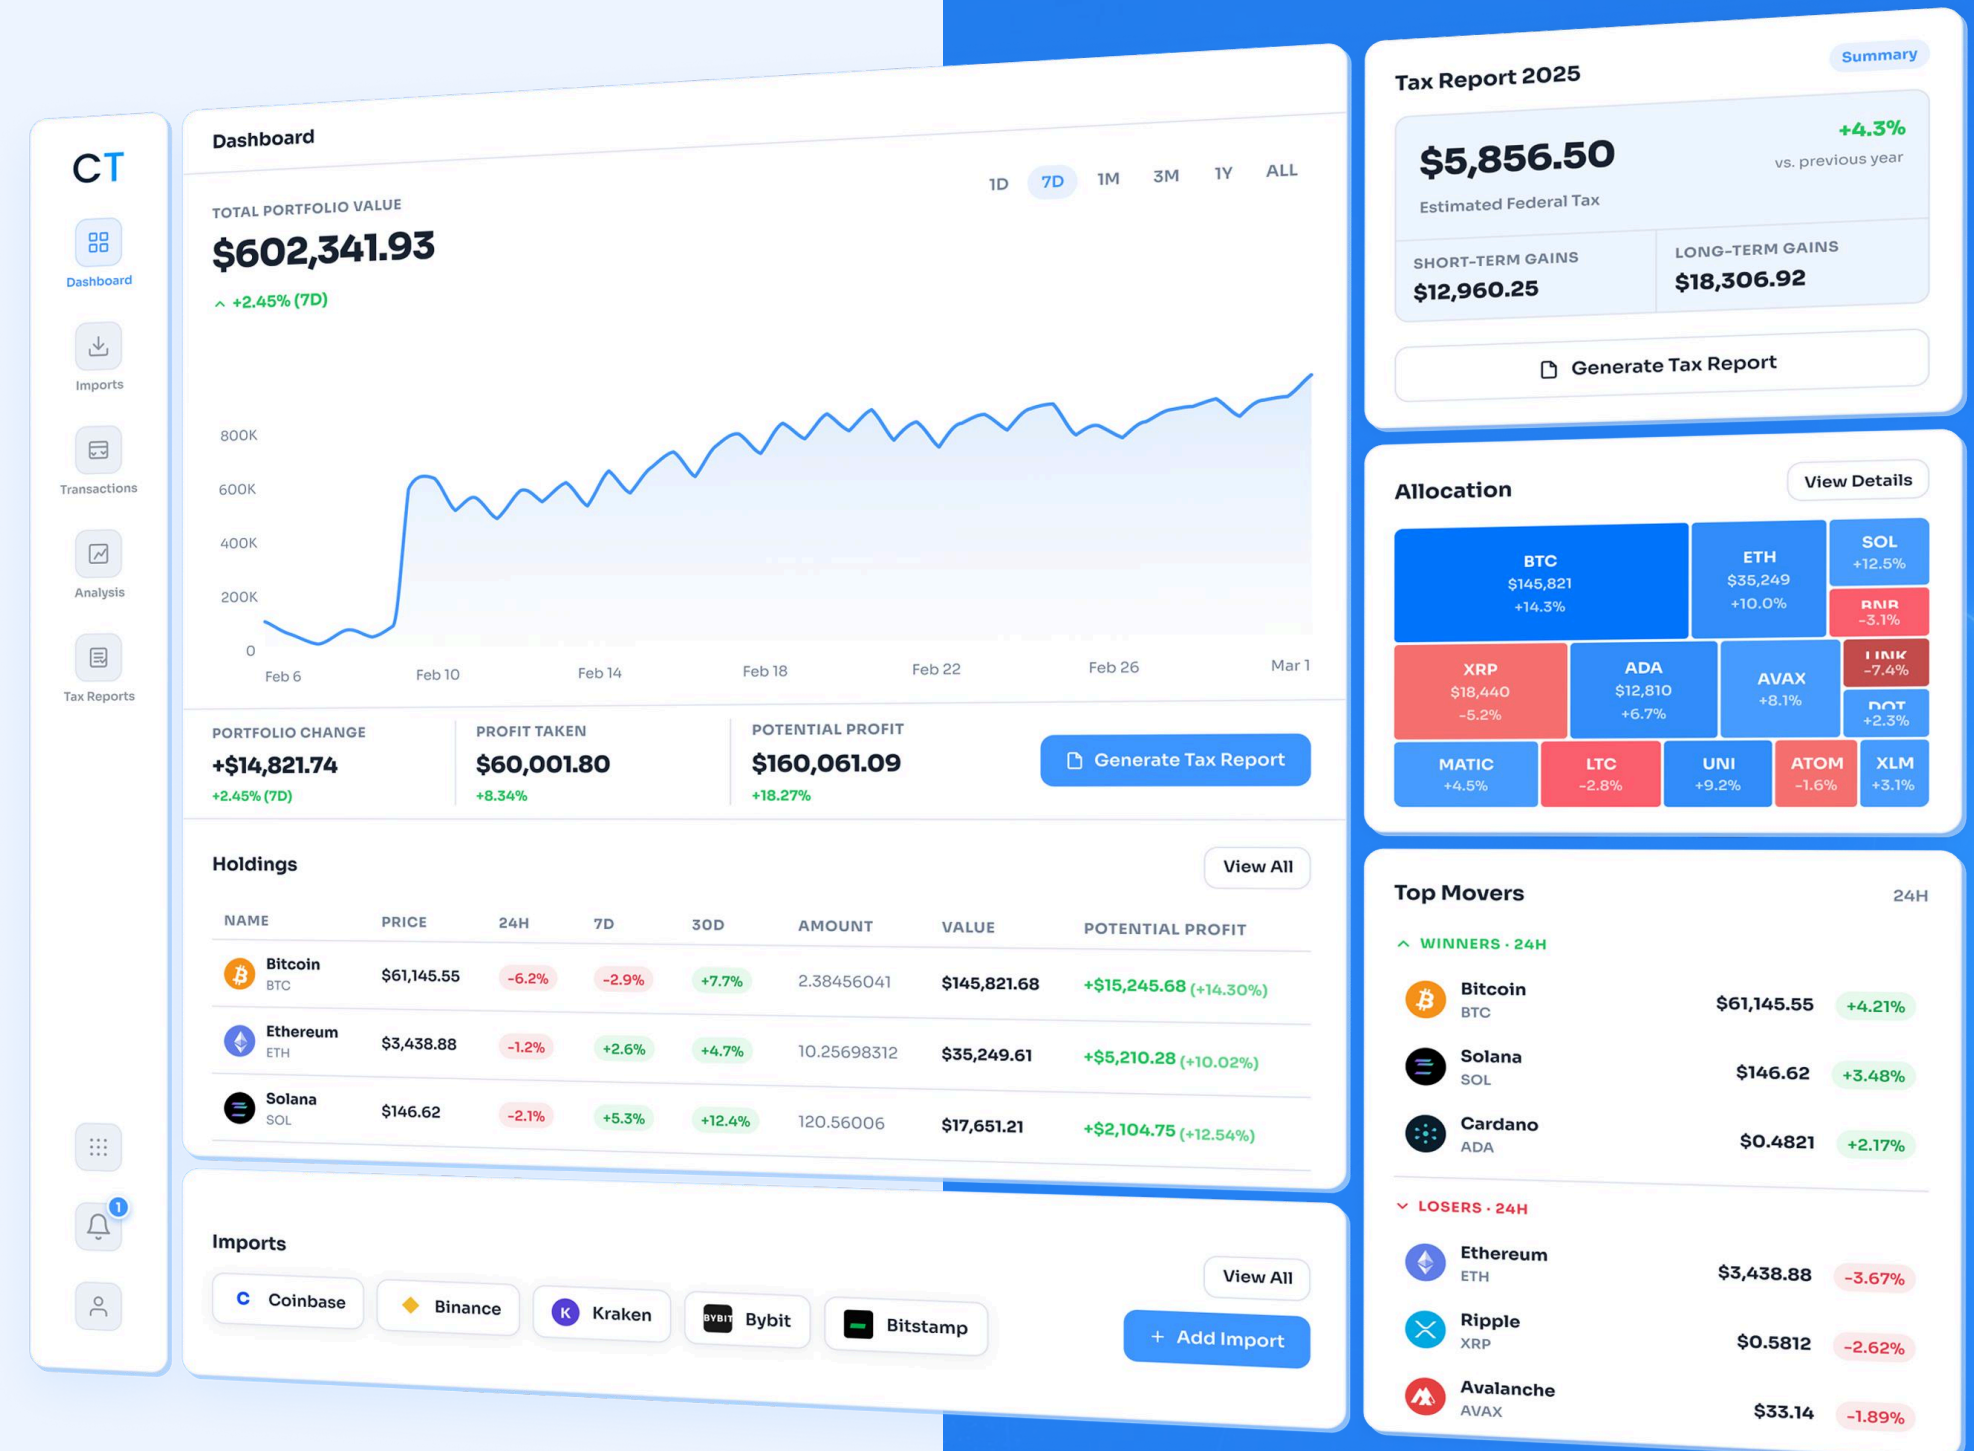 CT
Dashboard
Imports
Transactions
Analysis
Tax Reports
1
Dashboard
TOTAL PORTFOLIO VALUE
$602,341.93
+2.45% (7D)
1D 7D 1M 3M 1Y ALL
800K
600K
400K
200K
0
Feb 6 Feb 10 Feb 14 Feb 18 Feb 22 Feb 26 Mar 1
PORTFOLIO CHANGE
+$14,821.74
+2.45% (7D)
PROFIT TAKEN
$60,001.80
+8.34%
POTENTIAL PROFIT
$160,061.09
+18.27%
Generate Tax Report
Holdings
View All
NAME PRICE 24H 7D 30D AMOUNT VALUE POTENTIAL PROFIT
Bitcoin
BTC
$61,145.55 -6.2% -2.9% +7.7% 2.38456041 $145,821.68 +$15,245.68 (+14.30%)
Ethereum
ETH
$3,438.88 -1.2% +2.6% +4.7% 10.25698312 $35,249.61 +$5,210.28 (+10.02%)
Solana
SOL
$146.62 -2.1% +5.3% +12.4% 120.56006 $17,651.21 +$2,104.75 (+12.54%)
Imports
View All
C Coinbase
Binance
K Kraken
BYBIT Bybit
Bitstamp
+ Add Import
Tax Report 2025
Summary
$5,856.50
+4.3%
vs. previous year
Estimated Federal Tax
SHORT-TERM GAINS
$12,960.25
LONG-TERM GAINS
$18,306.92
Generate Tax Report
Allocation
View Details
BTC
$145,821
+14.3%
ETH
$35,249
+10.0%
SOL
+12.5%
BNB
-3.1%
XRP
$18,440
-5.2%
ADA
$12,810
+6.7%
AVAX
+8.1%
LINK
-7.4%
DOT
+2.3%
MATIC
+4.5%
LTC
-2.8%
UNI
+9.2%
ATOM
-1.6%
XLM
+3.1%
Top Movers
24H
WINNERS · 24H
Bitcoin
BTC
$61,145.55 +4.21%
Solana
SOL
$146.62 +3.48%
Cardano
ADA
$0.4821 +2.17%
LOSERS · 24H
Ethereum
ETH
$3,438.88 -3.67%
Ripple
XRP
$0.5812 -2.62%
Avalanche
AVAX
$33.14 -1.89%